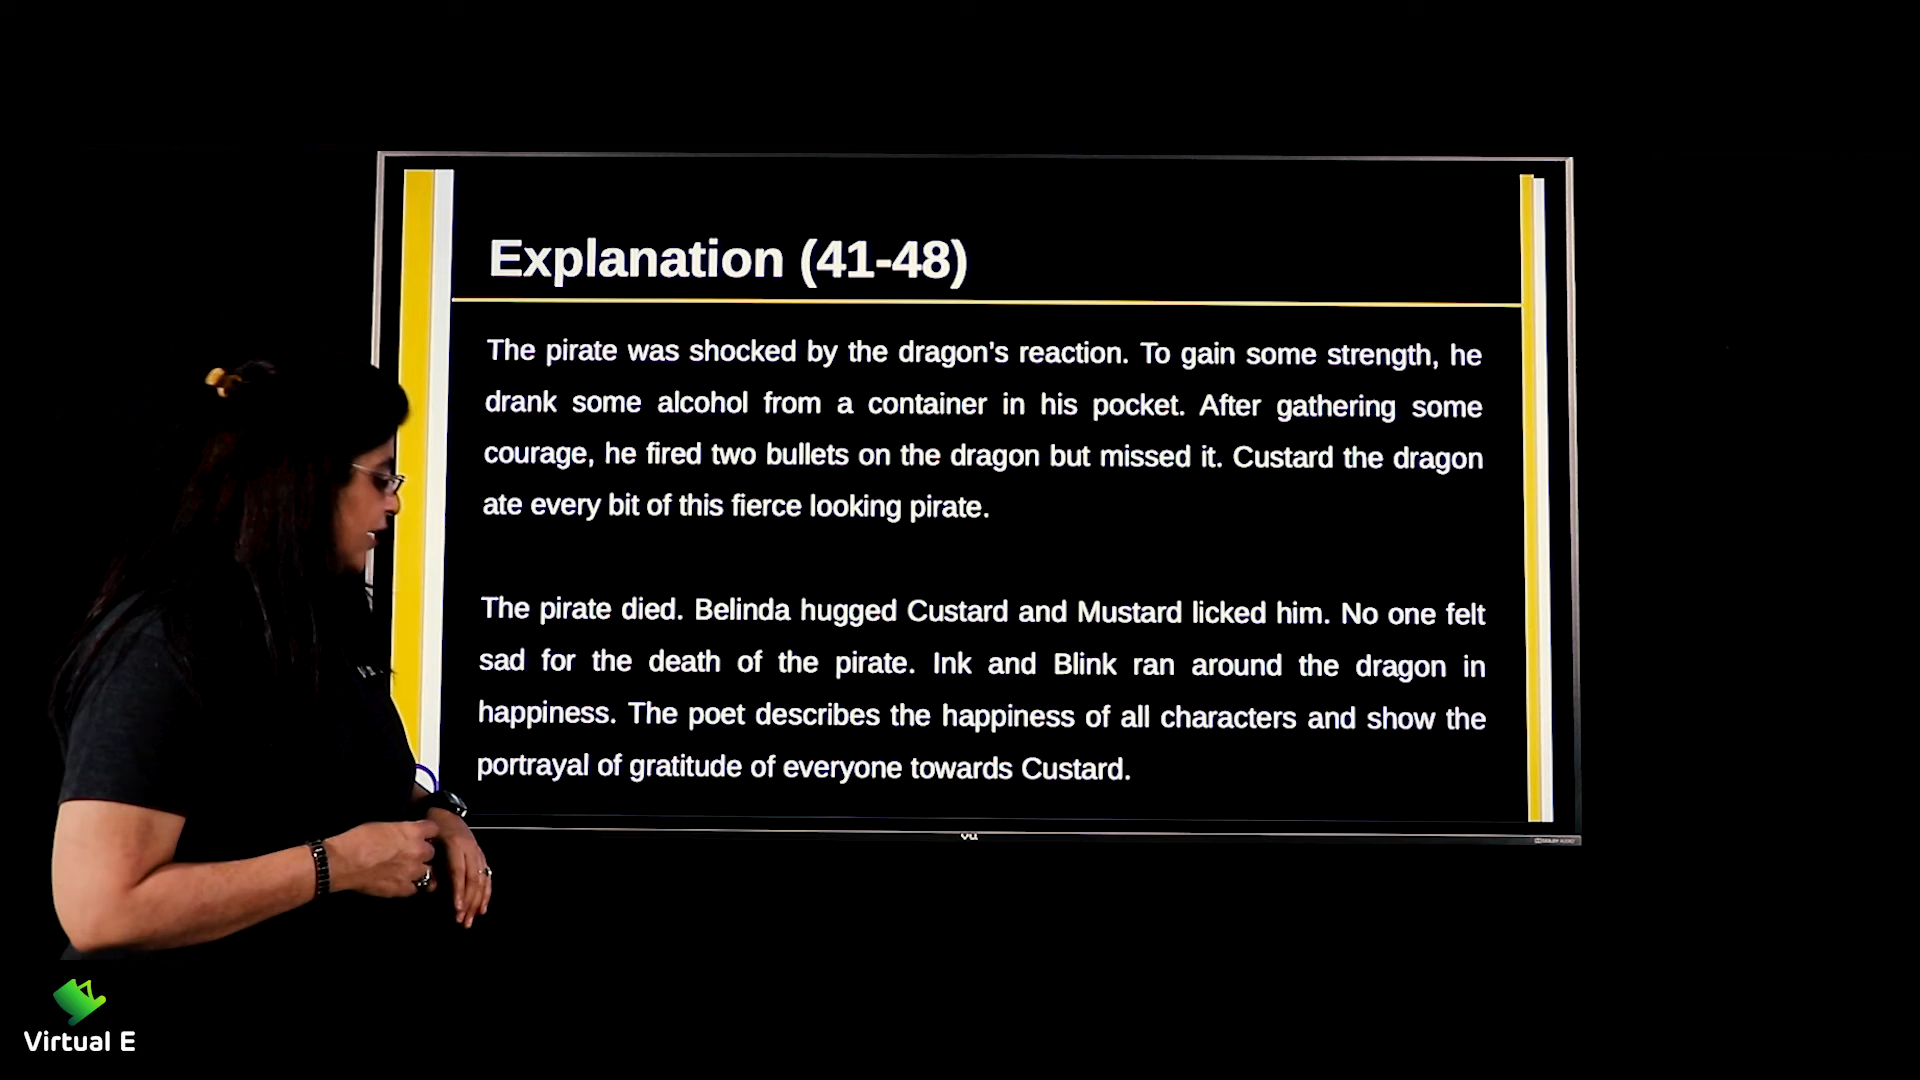 Explanation (41-48)
The pirate was shocked by the dragon's reaction. To gain some strength, he
drank some alcohol from a container in his pocket. After gathering some
courage, he fired two bullets on the dragon but missed it. Custard the dragon
ate every bit of this fierce looking pirate.
The pirate died. Belinda hugged Custard and Mustard licked him. No one felt
sad for the death of the pirate. Ink and Blink ran around the dragon in
happiness. The poet describes the happiness of all characters and show the
portrayal of gratitude of everyone towards Custard.
Virtual E